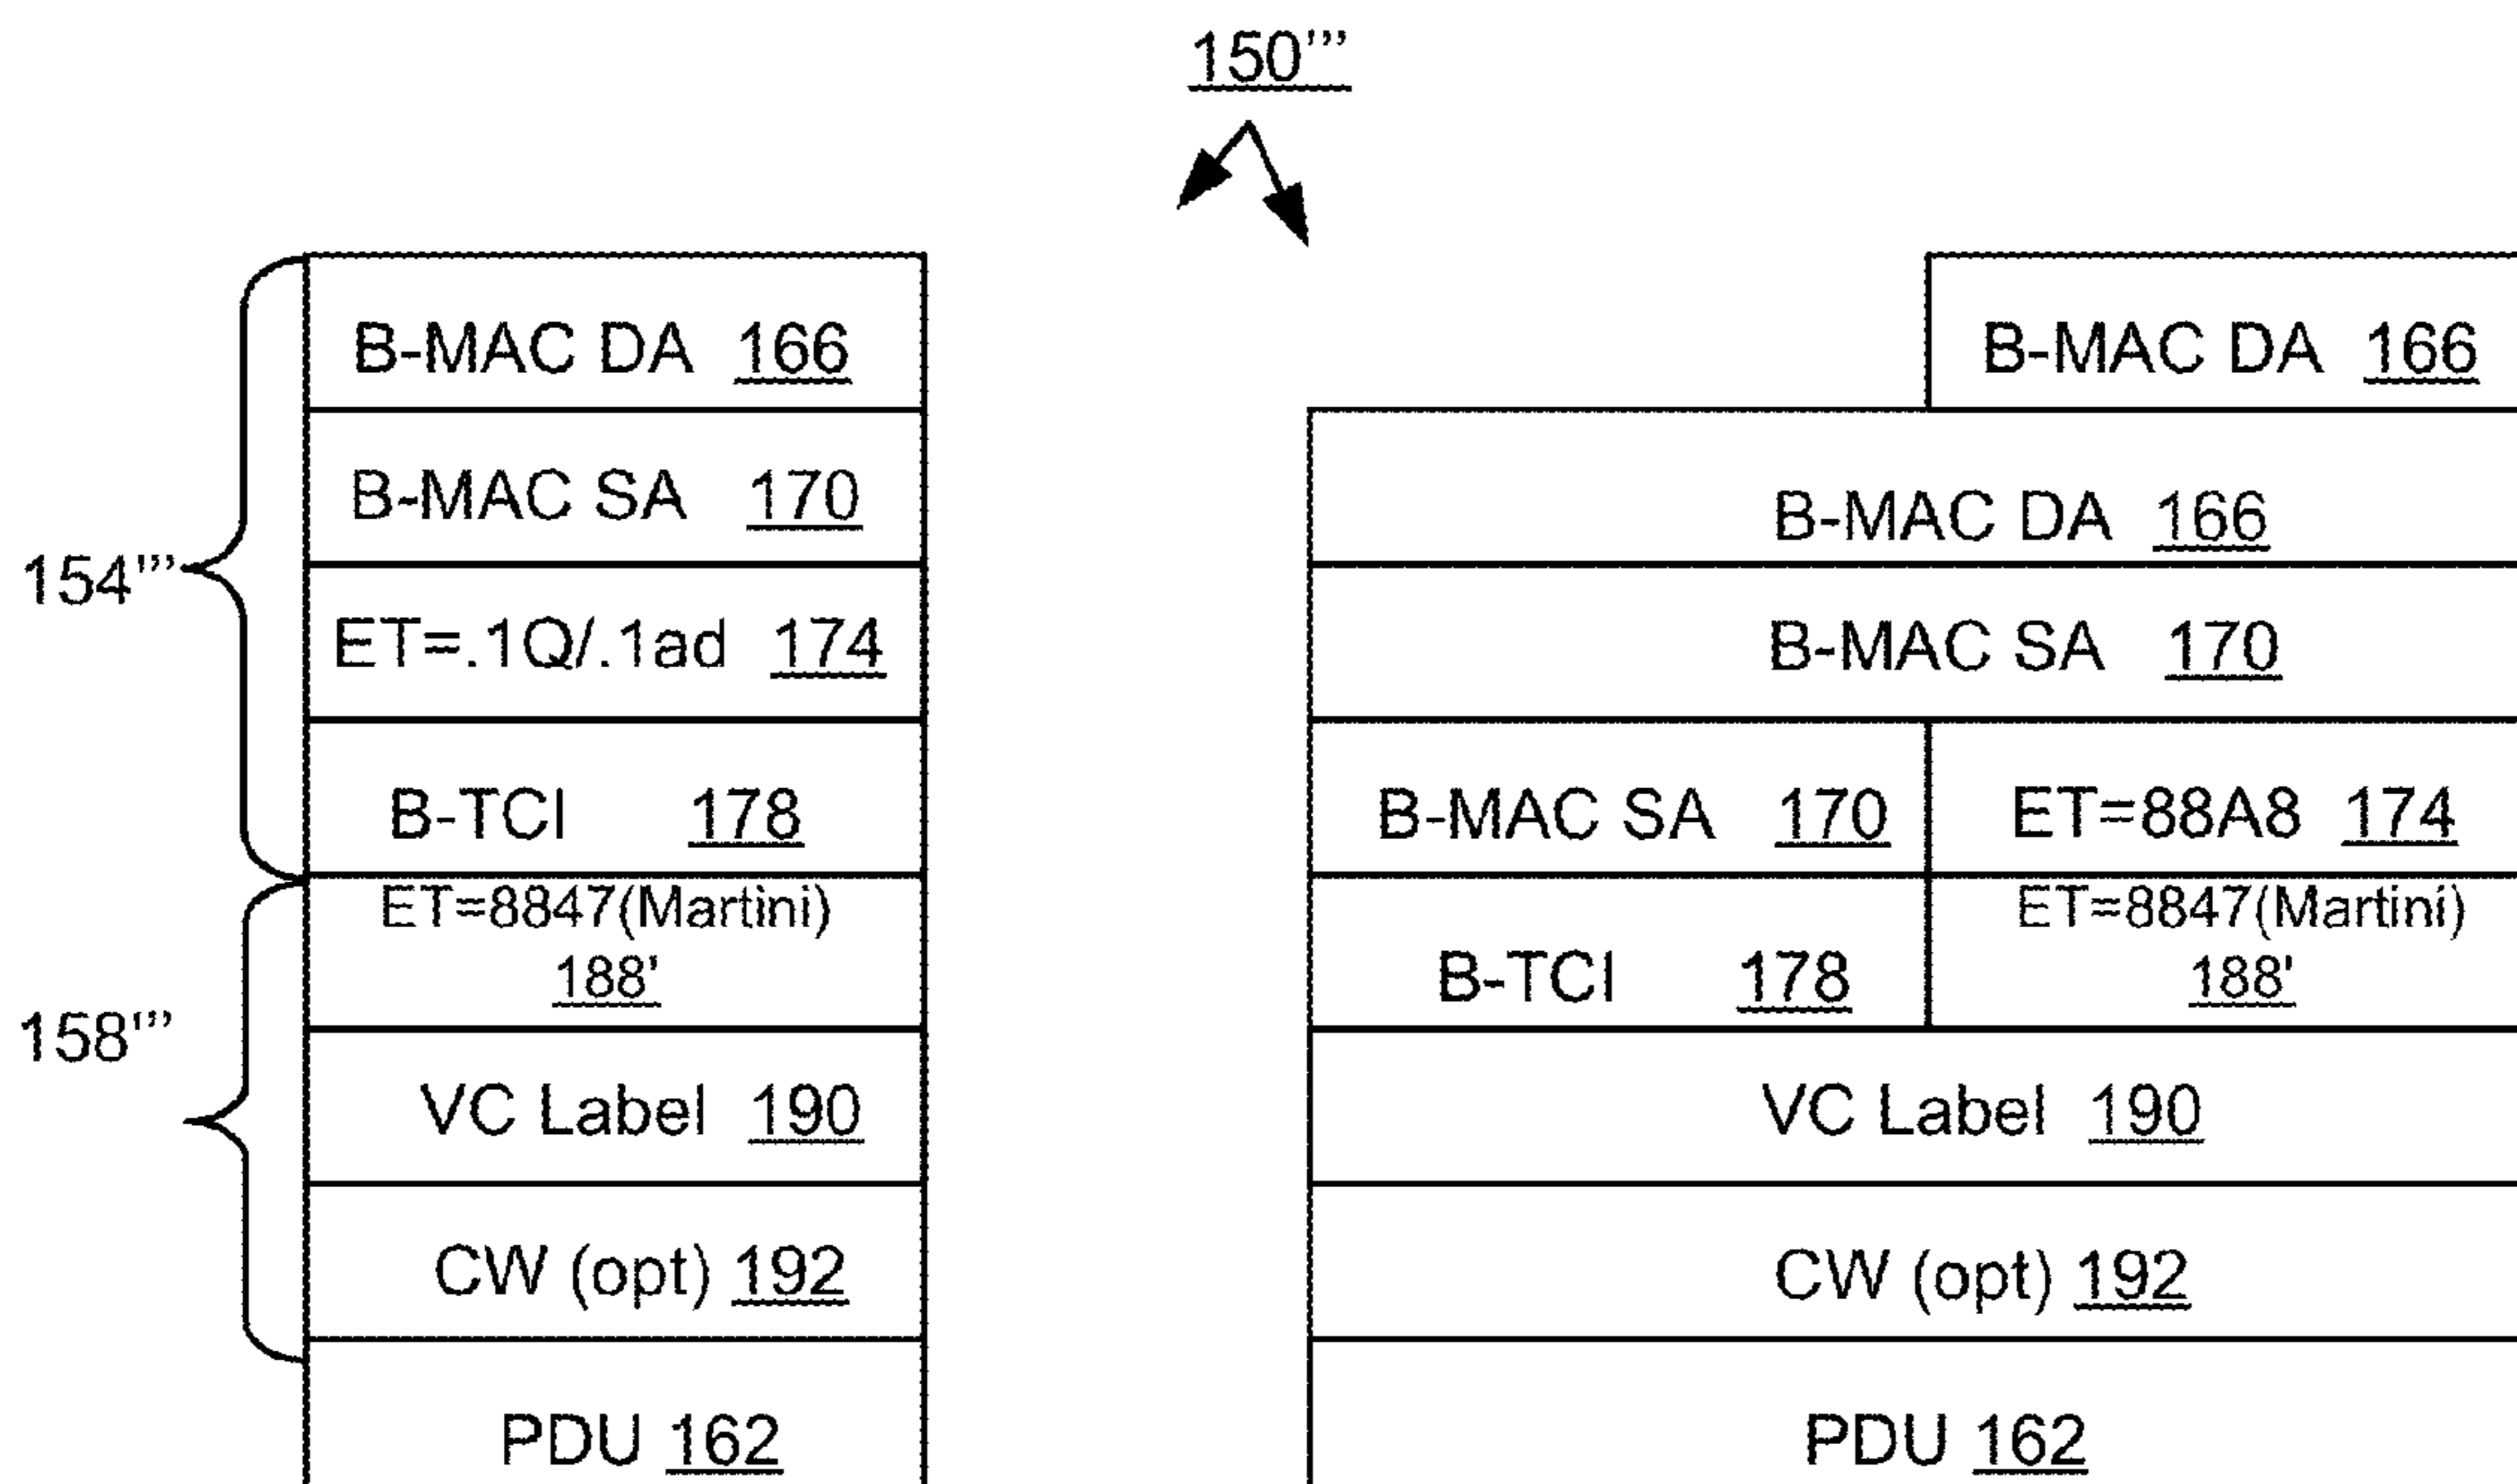 150'''
B-MAC DA 166
B-MAC SA 170
154'''
ET=.1Q/.1ad 174
B-TCI 178
ET=8847(Martini)
188'
158'''
VC Label 190
CW (opt) 192
PDU 162
B-MAC DA 166
B-MAC DA 166
B-MAC SA 170
B-MAC SA 170
ET=88A8 174
B-TCI 178
ET=8847(Martini)
188'
VC Label 190
CW (opt) 192
PDU 162